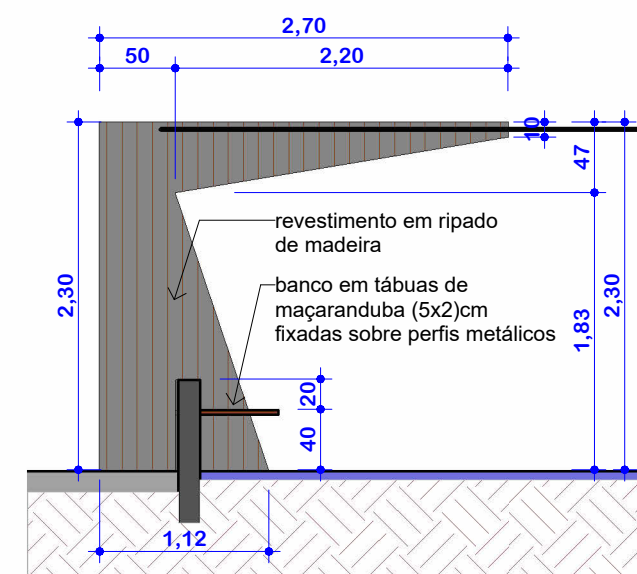 2,70
50
2,20
10
47
revestimento em ripado
de madeira
banco em tábuas de
maçaranduba (5x2)cm
fixadas sobre perfis metálicos
2,30
1,83
2,30
20
40
1,12